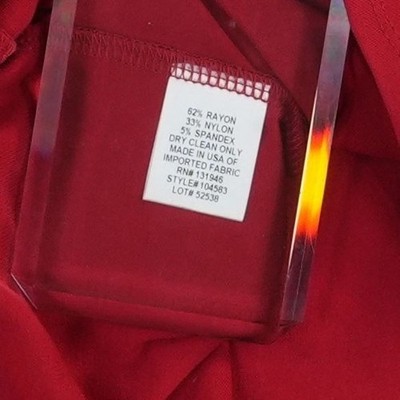 62% RAYON
33% NYLON
5% SPANDEX
DRY CLEAN ONLY
MADE IN USA OF
IMPORTED FABRIC
RN# 131946
STYLE# 104583
LOT# 52538